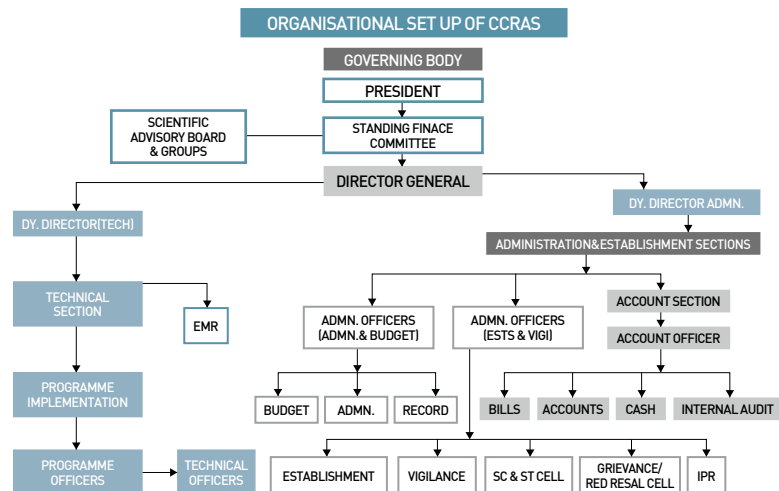 ORGANISATIONAL SET UP OF CCRAS
GOVERNING BODY
PRESIDENT
SCIENTIFIC
ADVISORY BOARD
& GROUPS
STANDING FINACE
COMMITTEE
DIRECTOR GENERAL
DY. DIRECTOR(TECH)
DY. DIRECTOR ADMN.
ADMINISTRATION&ESTABLISHMENT SECTIONS
TECHNICAL
SECTION
EMR
ADMN. OFFICERS
(ADMN.& BUDGET)
ADMN. OFFICERS
(ESTS & VIGI)
ACCOUNT SECTION
ACCOUNT OFFICER
PROGRAMME
IMPLEMENTATION
BUDGET
ADMN.
RECORD
BILLS
ACCOUNTS
CASH
INTERNAL AUDIT
PROGRAMME
OFFICERS
TECHNICAL
OFFICERS
ESTABLISHMENT
VIGILANCE
SC & ST CELL
GRIEVANCE/
RED RESAL CELL
IPR